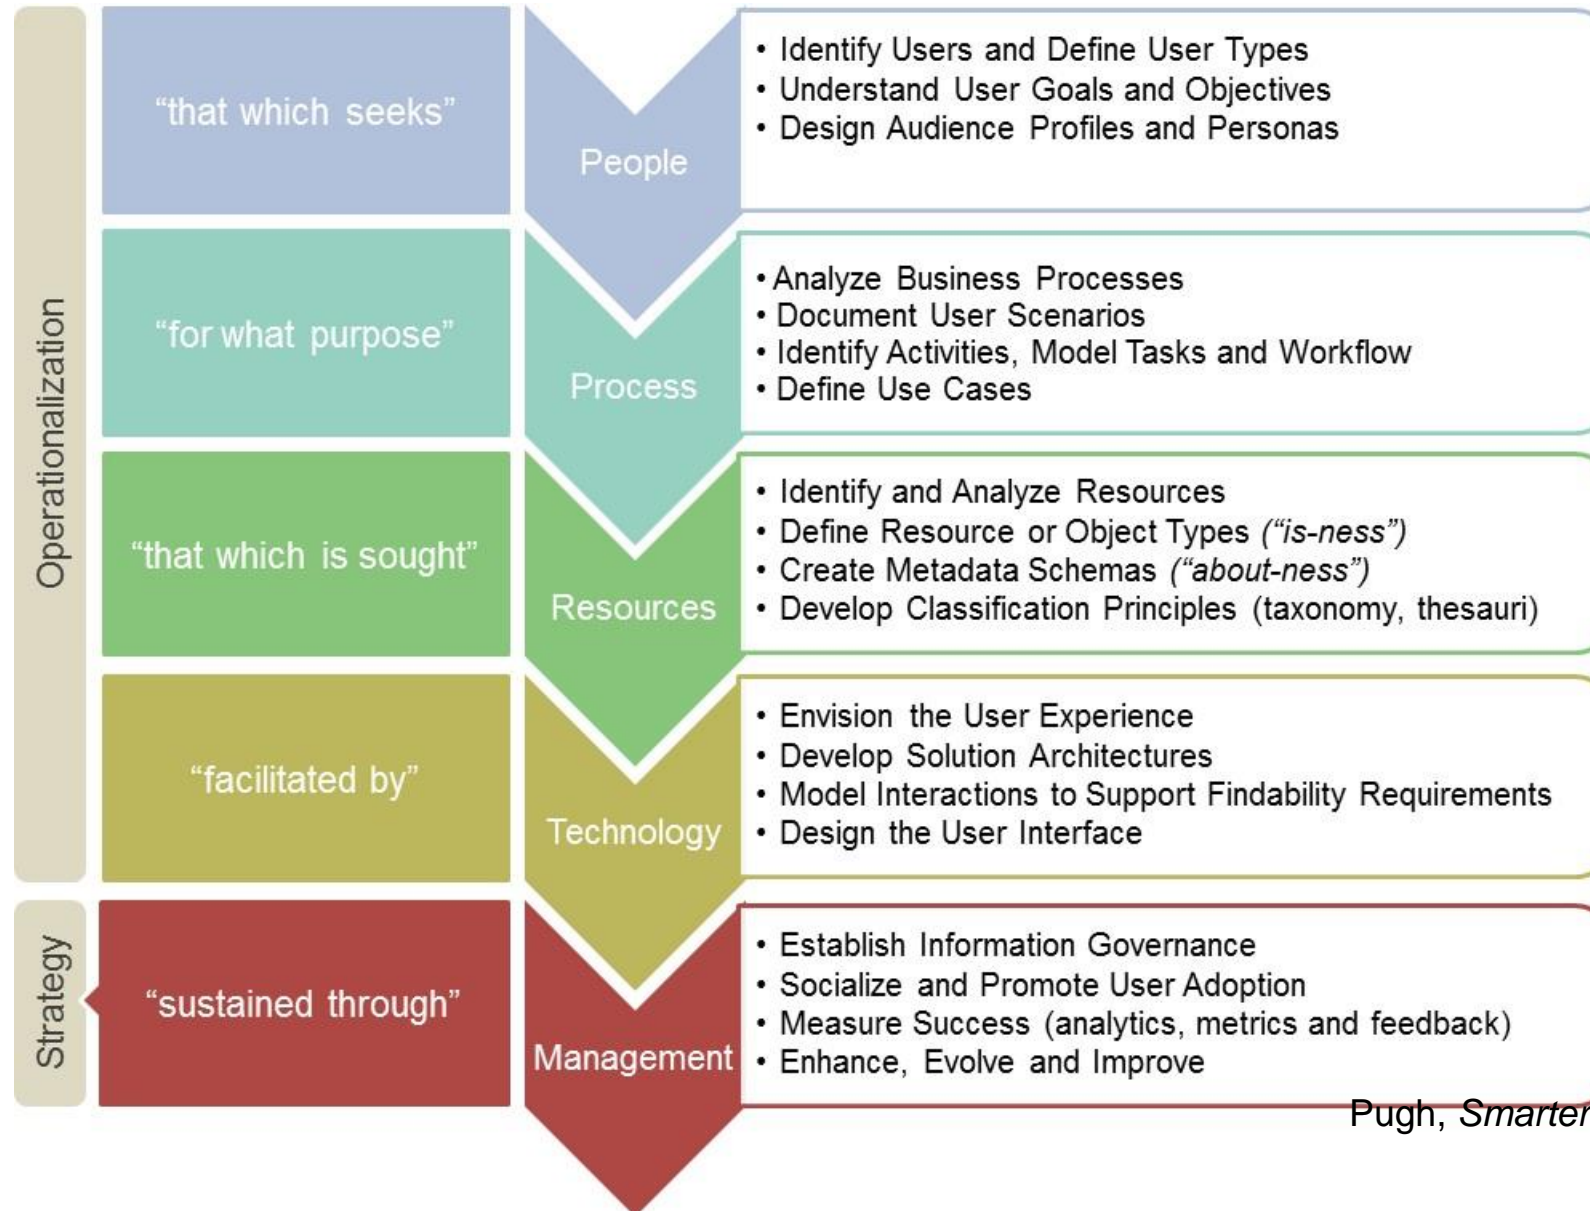 Operationalization
“that which seeks”
People
• Identify Users and Define User Types
• Understand User Goals and Objectives
• Design Audience Profiles and Personas
“for what purpose”
Process
• Analyze Business Processes
• Document User Scenarios
• Identify Activities, Model Tasks and Workflow
• Define Use Cases
“that which is sought”
Resources
• Identify and Analyze Resources
• Define Resource or Object Types (“is-ness”)
• Create Metadata Schemas (“about-ness”)
• Develop Classification Principles (taxonomy, thesauri)
“facilitated by”
Technology
• Envision the User Experience
• Develop Solution Architectures
• Model Interactions to Support Findability Requirements
• Design the User Interface
Strategy
“sustained through”
Management
• Establish Information Governance
• Socialize and Promote User Adoption
• Measure Success (analytics, metrics and feedback)
• Enhance, Evolve and Improve
Pugh, Smarter